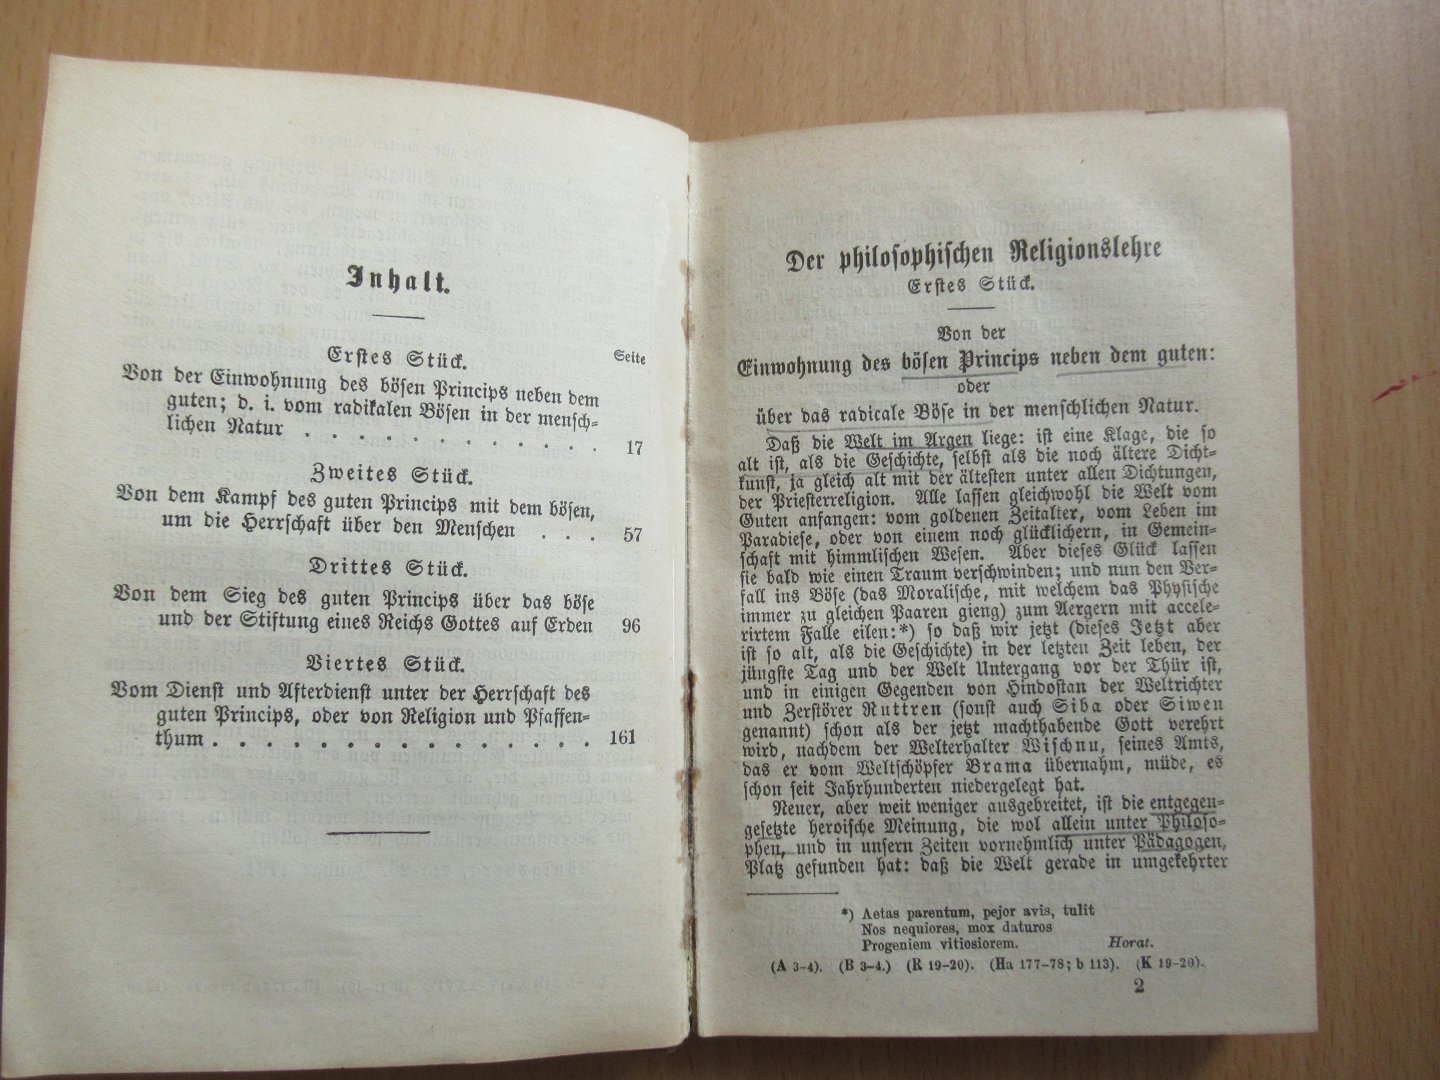 Inhalt.
Erstes Stück.
Seite
Von der Einwohnung des bösen Princips neben dem
guten; d. i. vom radikalen Bösen in der mensch-
lichen Natur . . . . . . . . . . . 17
Zweites Stück.
Von dem Kampf des guten Princips mit dem bösen,
um die Herrschaft über den Menschen . . . 57
Drittes Stück.
Von dem Sieg des guten Princips über das böse
und der Stiftung eines Reichs Gottes auf Erden 96
Viertes Stück.
Vom Dienst und Afterdienst unter der Herrschaft des
guten Princips, oder von Religion und Pfaffen-
thum . . . . . . . . . . . . . . . 161
Der philosophischen Religionslehre
Erstes Stück.
Von der
Einwohnung des bösen Princips neben dem guten:
oder
über das radicale Böse in der menschlichen Natur.
Daß die Welt im Argen liege: ist eine Klage, die so
alt ist, als die Geschichte, selbst als die noch ältere Dicht-
kunst, ja gleich alt mit der ältesten unter allen Dichtungen,
der Priesterreligion. Alle lassen gleichwohl die Welt vom
Guten anfangen: vom goldenen Zeitalter, vom Leben im
Paradiese, oder von einem noch glücklichern, in Gemein-
schaft mit himmlischen Wesen. Aber dieses Glück lassen
sie bald wie einen Traum verschwinden; und nun den Ver-
fall ins Böse (das Moralische, mit welchem das Physische
immer zu gleichen Paaren gieng) zum Aergern mit accele-
rirtem Falle eilen:*) so daß wir jetzt (dieses Jetzt aber
ist so alt, als die Geschichte) in der letzten Zeit leben, der
jüngste Tag und der Welt Untergang vor der Thür ist,
und in einigen Gegenden von Hindostan der Weltrichter
und Zerstörer Ruttren (sonst auch Siba oder Siwen
genannt) schon als der jetzt machthabende Gott verehrt
wird, nachdem der Welterhalter Wischnu, seines Amts,
das er vom Weltschöpfer Brama übernahm, müde, es
schon seit Jahrhunderten niedergelegt hat.
Neuer, aber weit weniger ausgebreitet, ist die entgegen-
gesetzte heroische Meinung, die wol allein unter Philoso-
phen, und in unsern Zeiten vornehmlich unter Pädagogen,
Platz gefunden hat: daß die Welt gerade in umgekehrter
*) Aetas parentum, pejor avis, tulit
Nos nequiores, mox daturos
Progeniem vitiosiorem. Horat.
(A 3-4). (B 3-4.) (R 19-20). (Ha 177-78; b 113). (K 19-20).
2